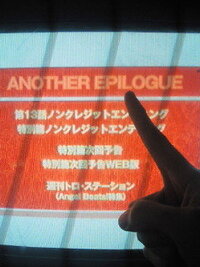 ANOTHER EPILOGUE
第13話ノンクレジットエンディング
特別篇ノンクレジットエンディング
特別篇次回予告
特別篇次回予告WEB版
週刊トロ・ステーション
(Angel Beats!特集)